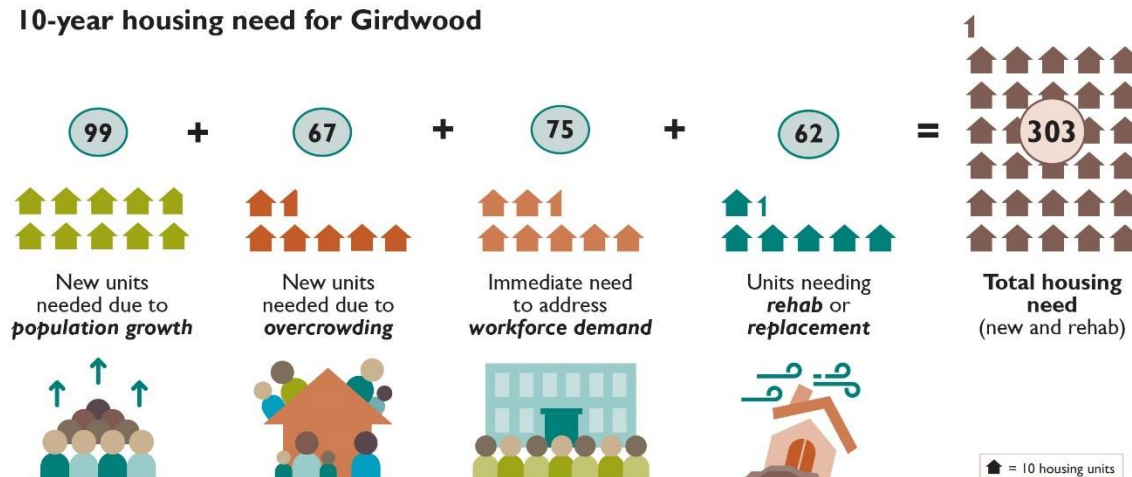 10-year housing need for Girdwood
99 + 67 + 75 + 62 = 303
New units
needed due to
population growth
New units
needed due to
overcrowding
Immediate need
to address
workforce demand
Units needing
rehab or
replacement
Total housing
need
(new and rehab)
= 10 housing units